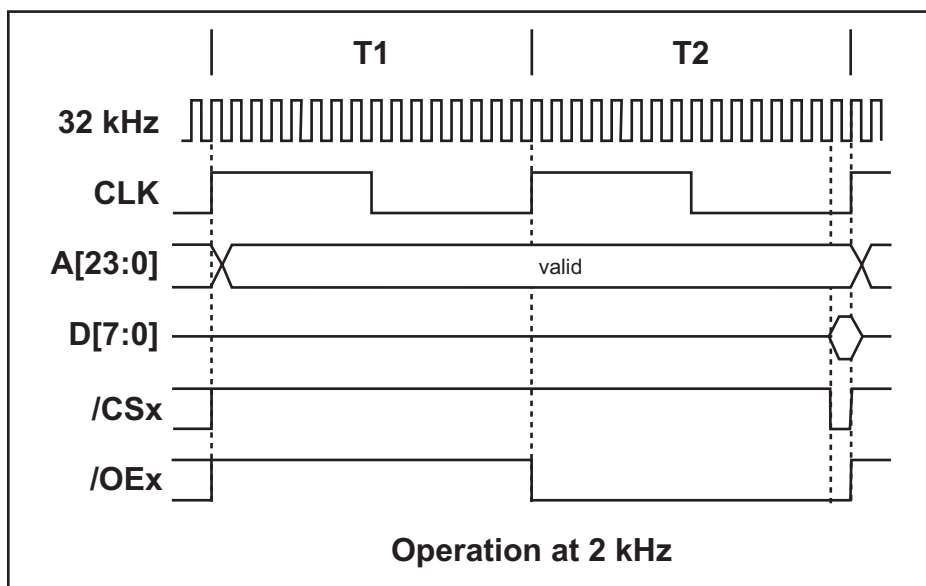 T1 T2
32 kHz
CLK
A[23:0] valid
D[7:0]
/CSx
/OEx
Operation at 2 kHz